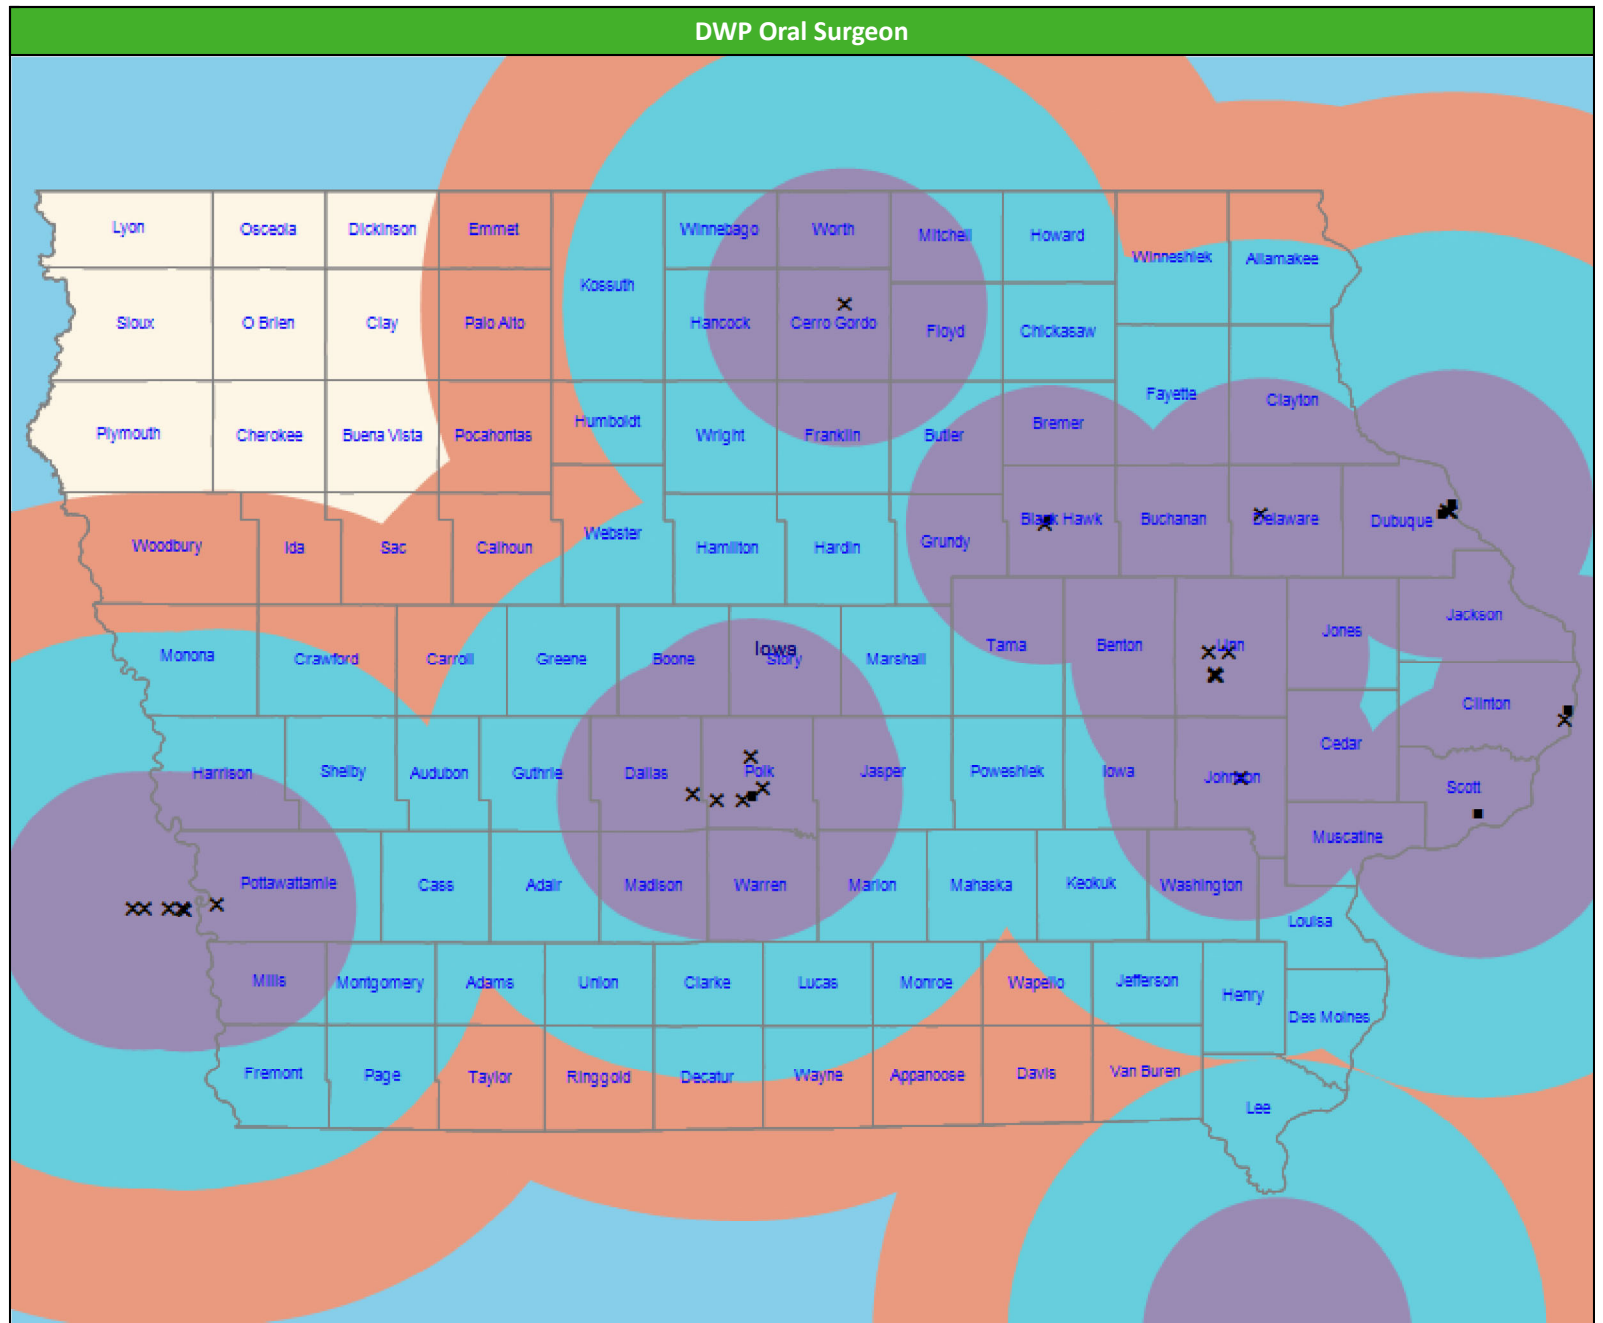 DWP Oral Surgeon
Lyon Osceola Dickinson Emmet Winnebago Worth Mitchell Howard
Winneshiek Allamakee
Kossuth
Sioux O Brien Clay Palo Alto Hancock Cerro Gordo Floyd Chickasaw
Fayette Clayton
Plymouth Cherokee Buena Vista Pocahontas Humboldt Wright Franklin Butler Bremer
Woodbury Ida Sac Calhoun Webster Hamilton Hardin Grundy Black Hawk Buchanan Delaware Dubuque
Jackson
Iowa
Monona Crawford Carroll Greene Boone Story Marshall Tama Benton Linn Jones
Clinton
Harrison Shelby Audubon Guthrie Dallas Polk Jasper Poweshiek Iowa Johnson Cedar
Scott
Muscatine
Pottawattamie Cass Adair Madison Warren Marion Mahaska Keokuk Washington
Louisa
Mills Montgomery Adams Union Clarke Lucas Monroe Wapello Jefferson Henry
Des Moines
Fremont Page Taylor Ringgold Decatur Wayne Appanoose Davis Van Buren
Lee